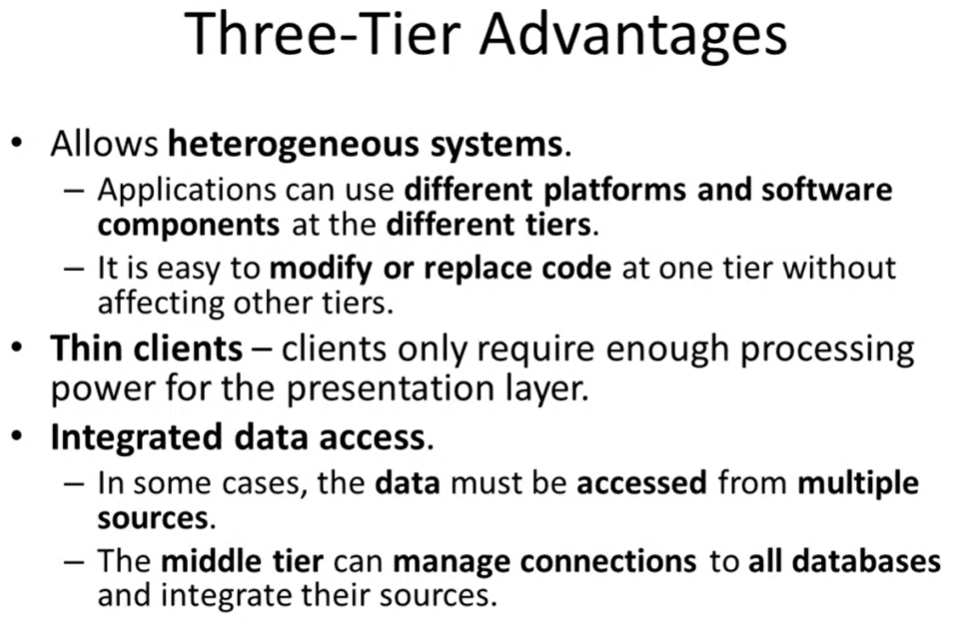 Three-Tier Advantages
• Allows heterogeneous systems.
– Applications can use different platforms and software
components at the different tiers.
– It is easy to modify or replace code at one tier without
affecting other tiers.
• Thin clients – clients only require enough processing
power for the presentation layer.
• Integrated data access.
– In some cases, the data must be accessed from multiple
sources.
– The middle tier can manage connections to all databases
and integrate their sources.